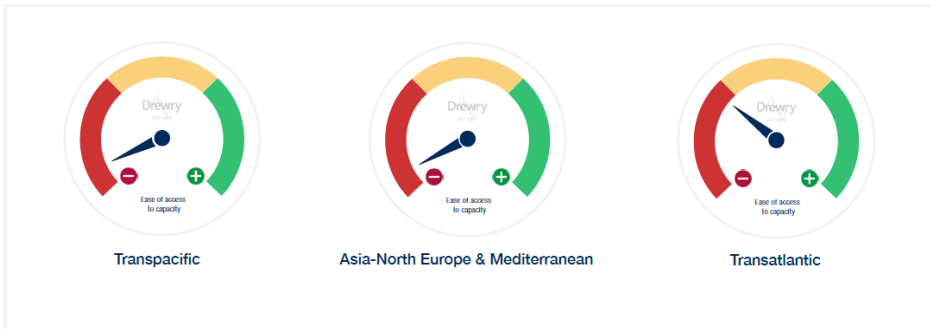 Drewry
Ease of access
to capacity
Transpacific
Drewry
Ease of access
to capacity
Asia-North Europe & Mediterranean
Drewry
Ease of access
to capacity
Transatlantic